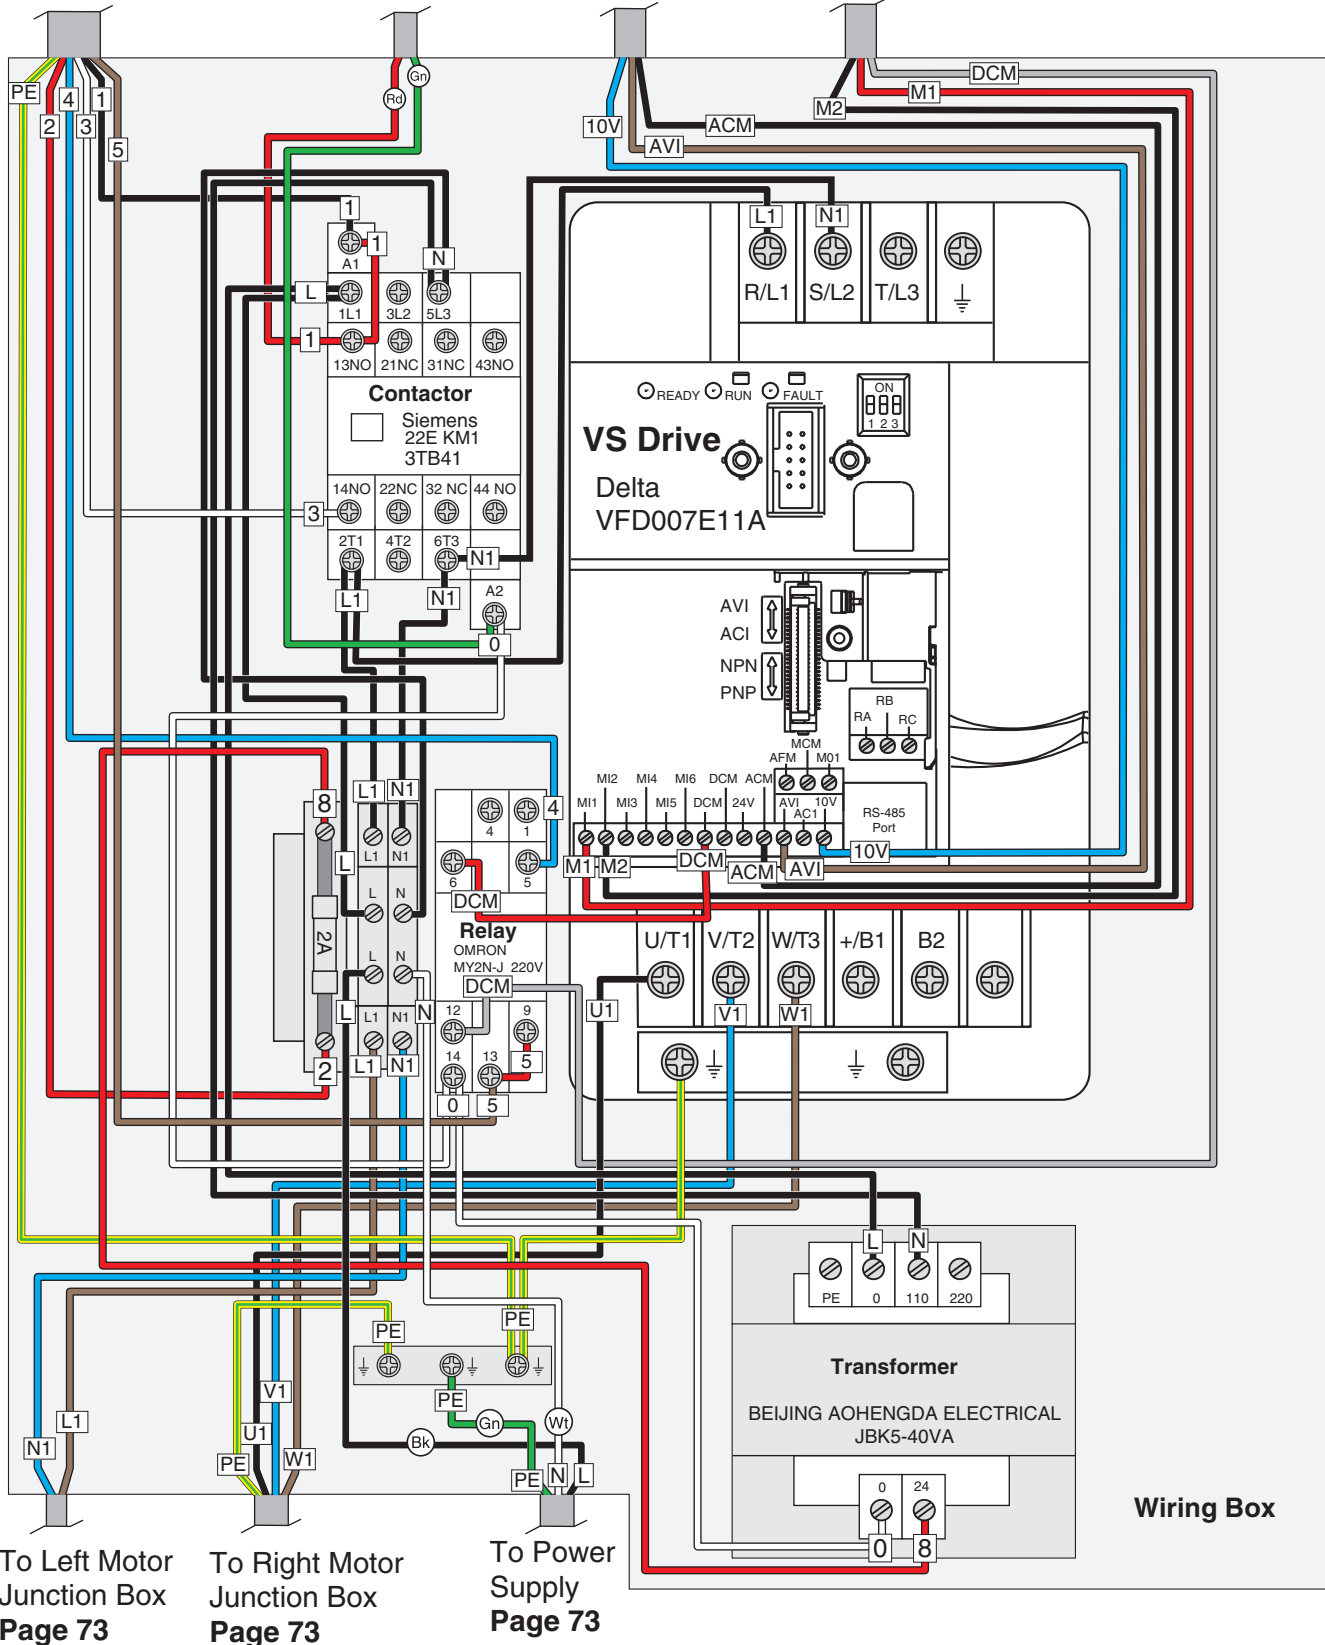 Gn
DCM
PE
4
1
Rd
M1
M2
2
3
10V
ACM
5
AVI
1
L1
N1
1
A1
N
L
1L1
3L2
5L3
R/L1
S/L2
T/L3
1
13NO
21NC
31NC
43NO
Contactor
Siemens
22E KM1
3TB41
READY
RUN
FAULT
ON
1 2 3
VS Drive
Delta
VFD007E11A
14NO
22NC
32 NC
44 NO
3
2T1
4T2
6T3
N1
L1
N1
A2
0
AVI
ACI
NPN
PNP
RB
RA
RC
MCM
AFM
M01
MI2
MI4
MI6
DCM
ACM
MI1
MI3
MI5
DCM
24V
AVI
10V
AC1
RS-485
Port
8
L1
N1
4
4
1
L1
N1
L
6
5
M1
M2
DCM
ACM
AVI
10V
L
N
DCM
2A
Relay
OMRON
MY2N-J 220V
L
N
DCM
U/T1
V/T2
W/T3
+/B1
B2
L
L1
N1
N
12
9
U1
V1
W1
2
L1
N1
14
13
5
0
5
L
N
PE
0
110
220
PE
PE
Transformer
BEIJING AOHENGDA ELECTRICAL
JBK5-40VA
V1
PE
L1
U1
Gn
Wt
N1
Bk
PE
W1
PE
N
L
0
24
Wiring Box
0
8
To Left Motor
Junction Box
Page 73
To Right Motor
Junction Box
Page 73
To Power
Supply
Page 73